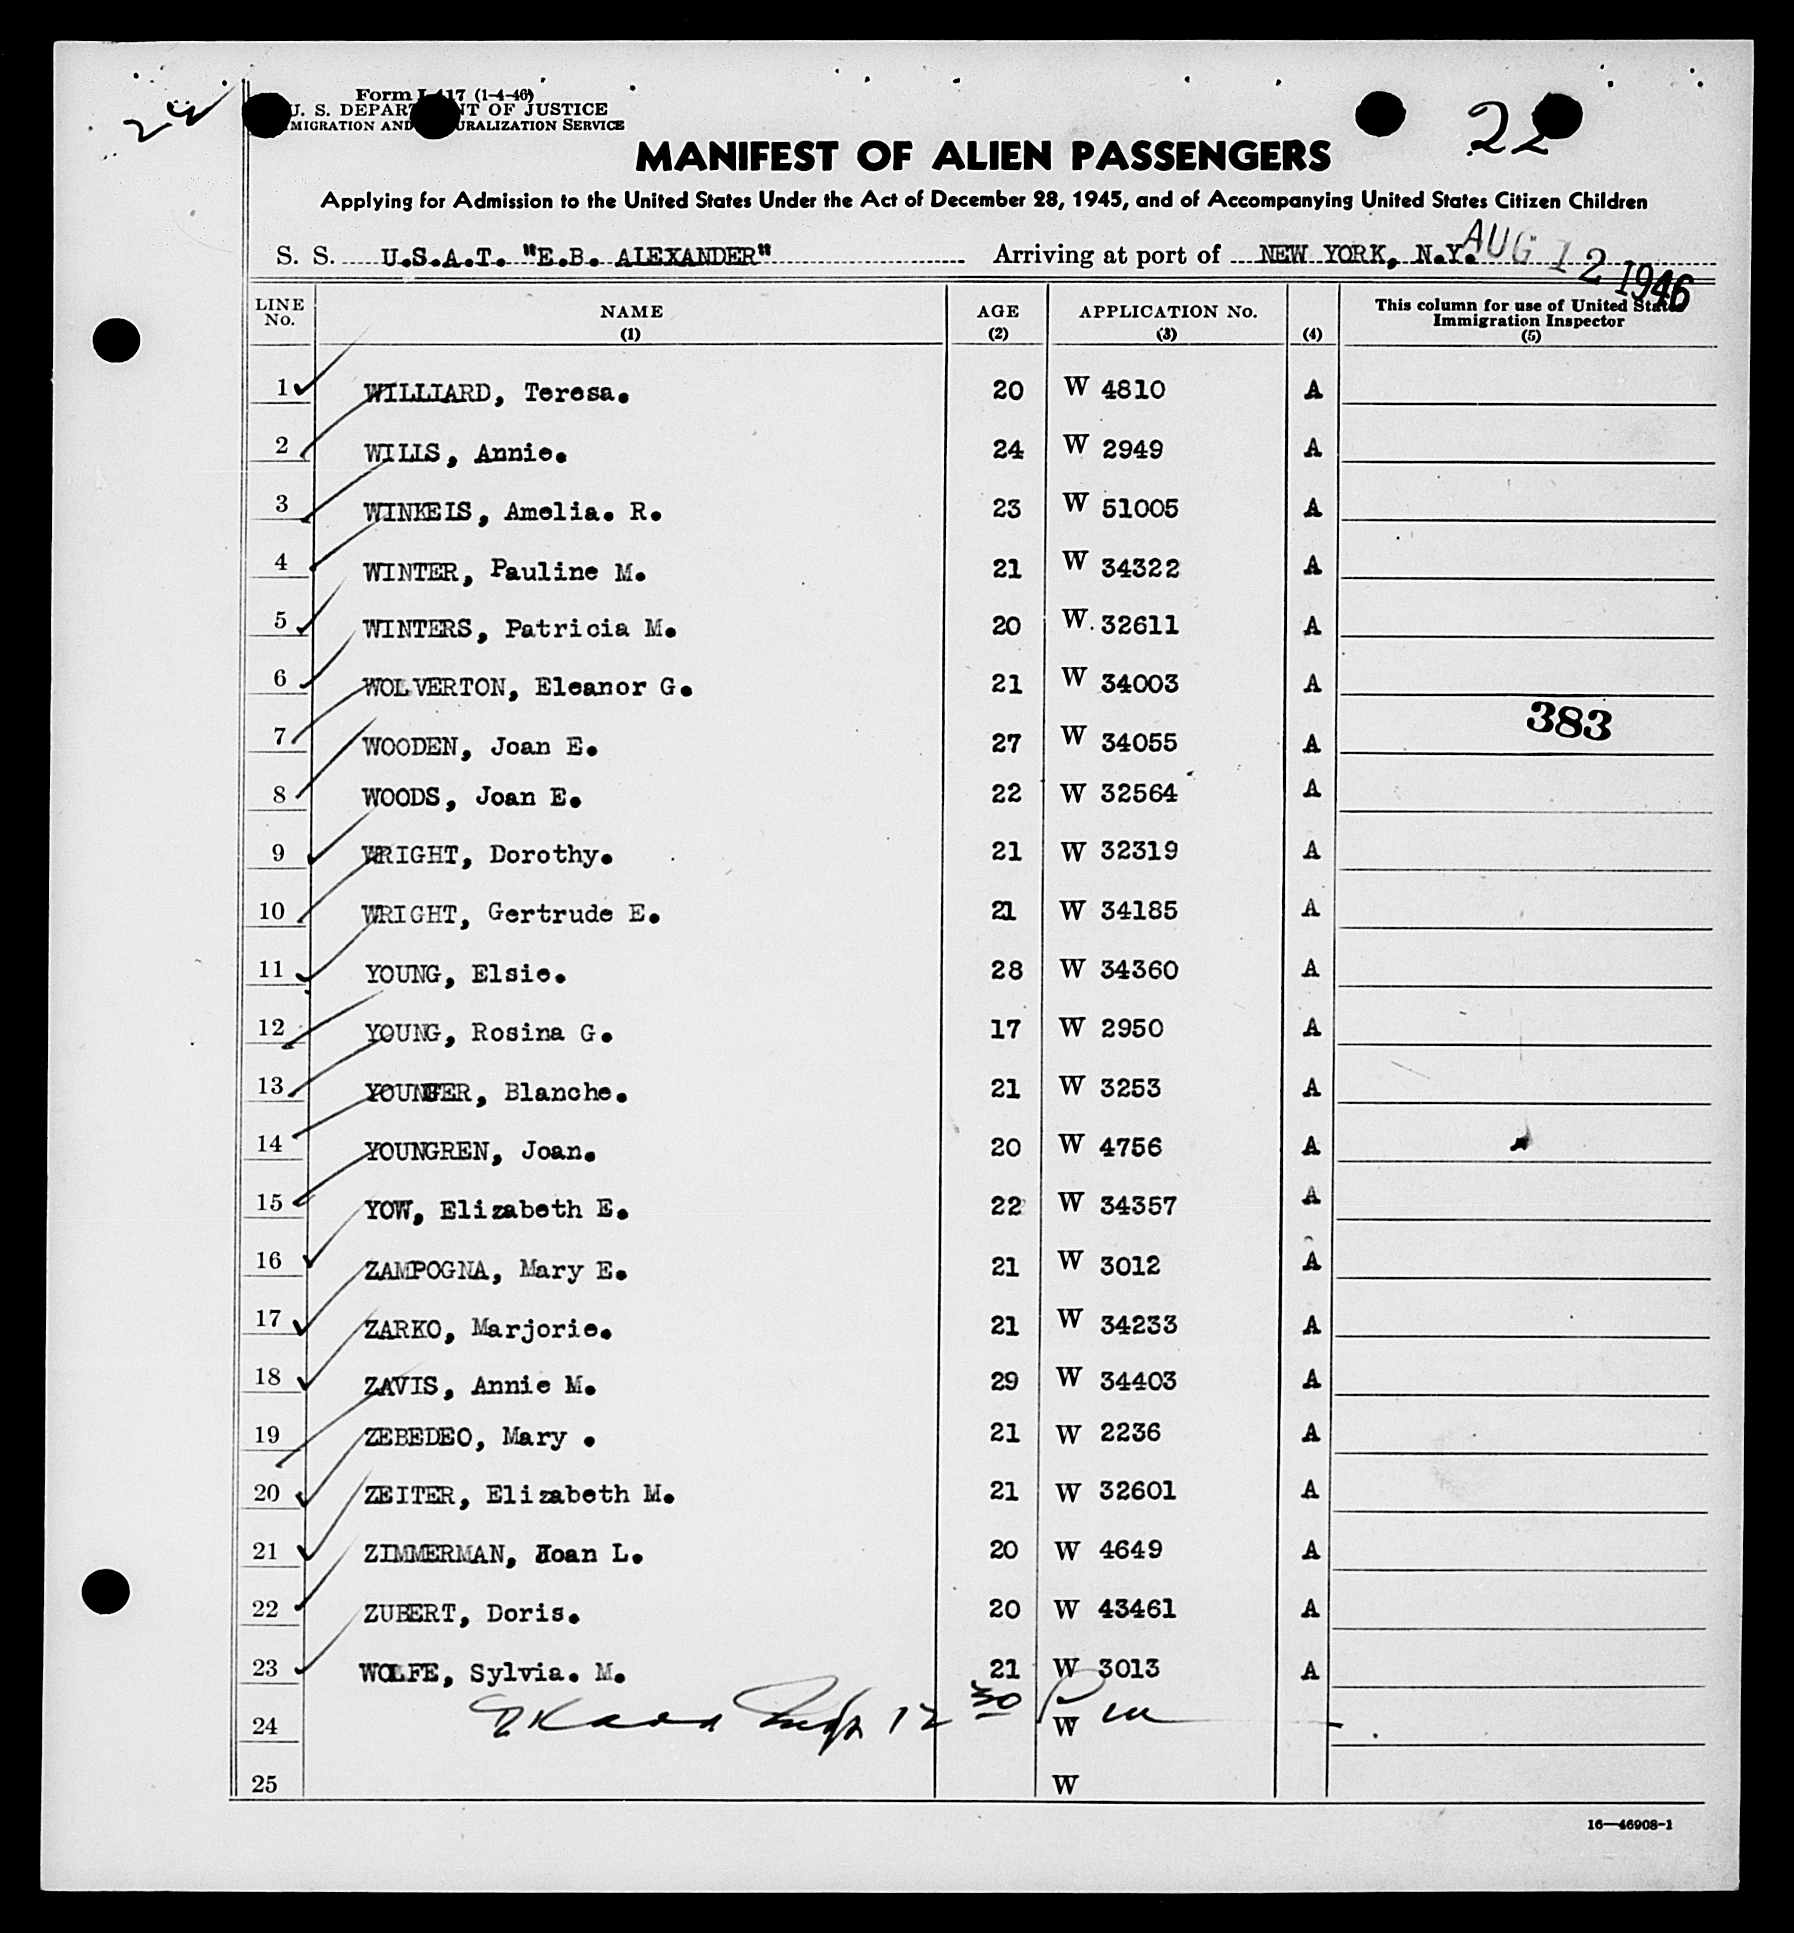 Form I-417 (1-4-46)
U. S. DEPARTMENT OF JUSTICE
IMMIGRATION AND NATURALIZATION SERVICE
22
MANIFEST OF ALIEN PASSENGERS
Applying for Admission to the United States Under the Act of December 28, 1945, and of Accompanying United States Citizen Children
S. S. U.S.A.T. "E.B. ALEXANDER" Arriving at port of NEW YORK, N.Y. AUG 12 1946
LINE No. NAME (1) AGE (2) APPLICATION No. (3) (4) This column for use of United States Immigration Inspector (5)
1 WILLIARD, Teresa. 20 W 4810 A
2 WILLS, Annie. 24 W 2949 A
3 WINKELS, Amelia. R. 23 W 51005 A
4 WINTER, Pauline M. 21 W 34322 A
5 WINTERS, Patricia M. 20 W 32611 A
6 WOLVERTON, Eleanor G. 21 W 34003 A
383
7 WOODEN, Joan E. 27 W 34055 A
8 WOODS, Joan E. 22 W 32564 A
9 WRIGHT, Dorothy. 21 W 32319 A
10 WRIGHT, Gertrude E. 21 W 34185 A
11 YOUNG, Elsie. 28 W 34360 A
12 YOUNG, Rosina G. 17 W 2950 A
13 YOUNGER, Blanche. 21 W 3253 A
14 YOUNGREN, Joan. 20 W 4756 A
15 YOW, Elizabeth E. 22 W 34357 A
16 ZAMPOGNA, Mary E. 21 W 3012 A
17 ZARKO, Marjorie. 21 W 34233 A
18 ZAVIS, Annie M. 29 W 34403 A
19 ZEBEDEO, Mary . 21 W 2236 A
20 ZEITER, Elizabeth M. 21 W 32601 A
21 ZIMMERMAN, Joan L. 20 W 4649 A
22 ZUBERT, Doris. 20 W 43461 A
23 WOLFE, Sylvia. M. 21 W 3013 A
24 12 30 Pm W
25 W
16—46908-1